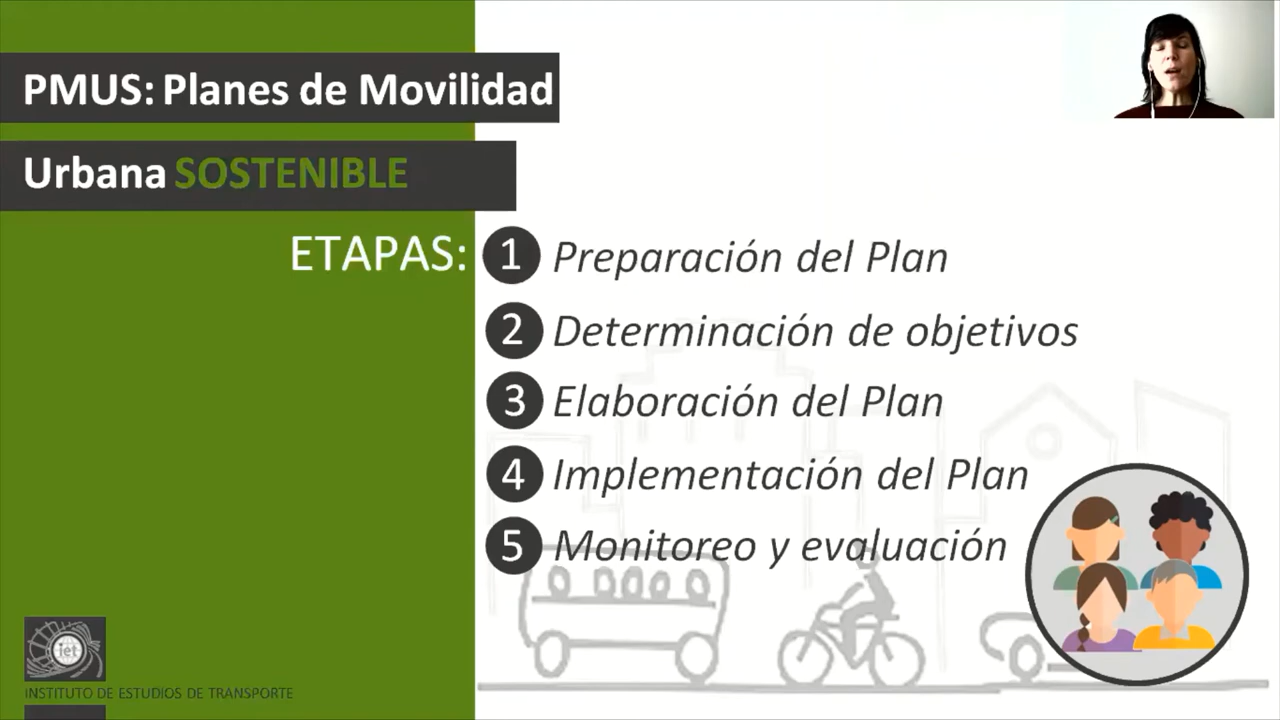 PMUS: Planes de Movilidad
Urbana SOSTENIBLE
ETAPAS:
1 Preparación del Plan
2 Determinación de objetivos
3 Elaboración del Plan
4 Implementación del Plan
5 Monitoreo y evaluación
iet
INSTITUTO DE ESTUDIOS DE TRANSPORTE